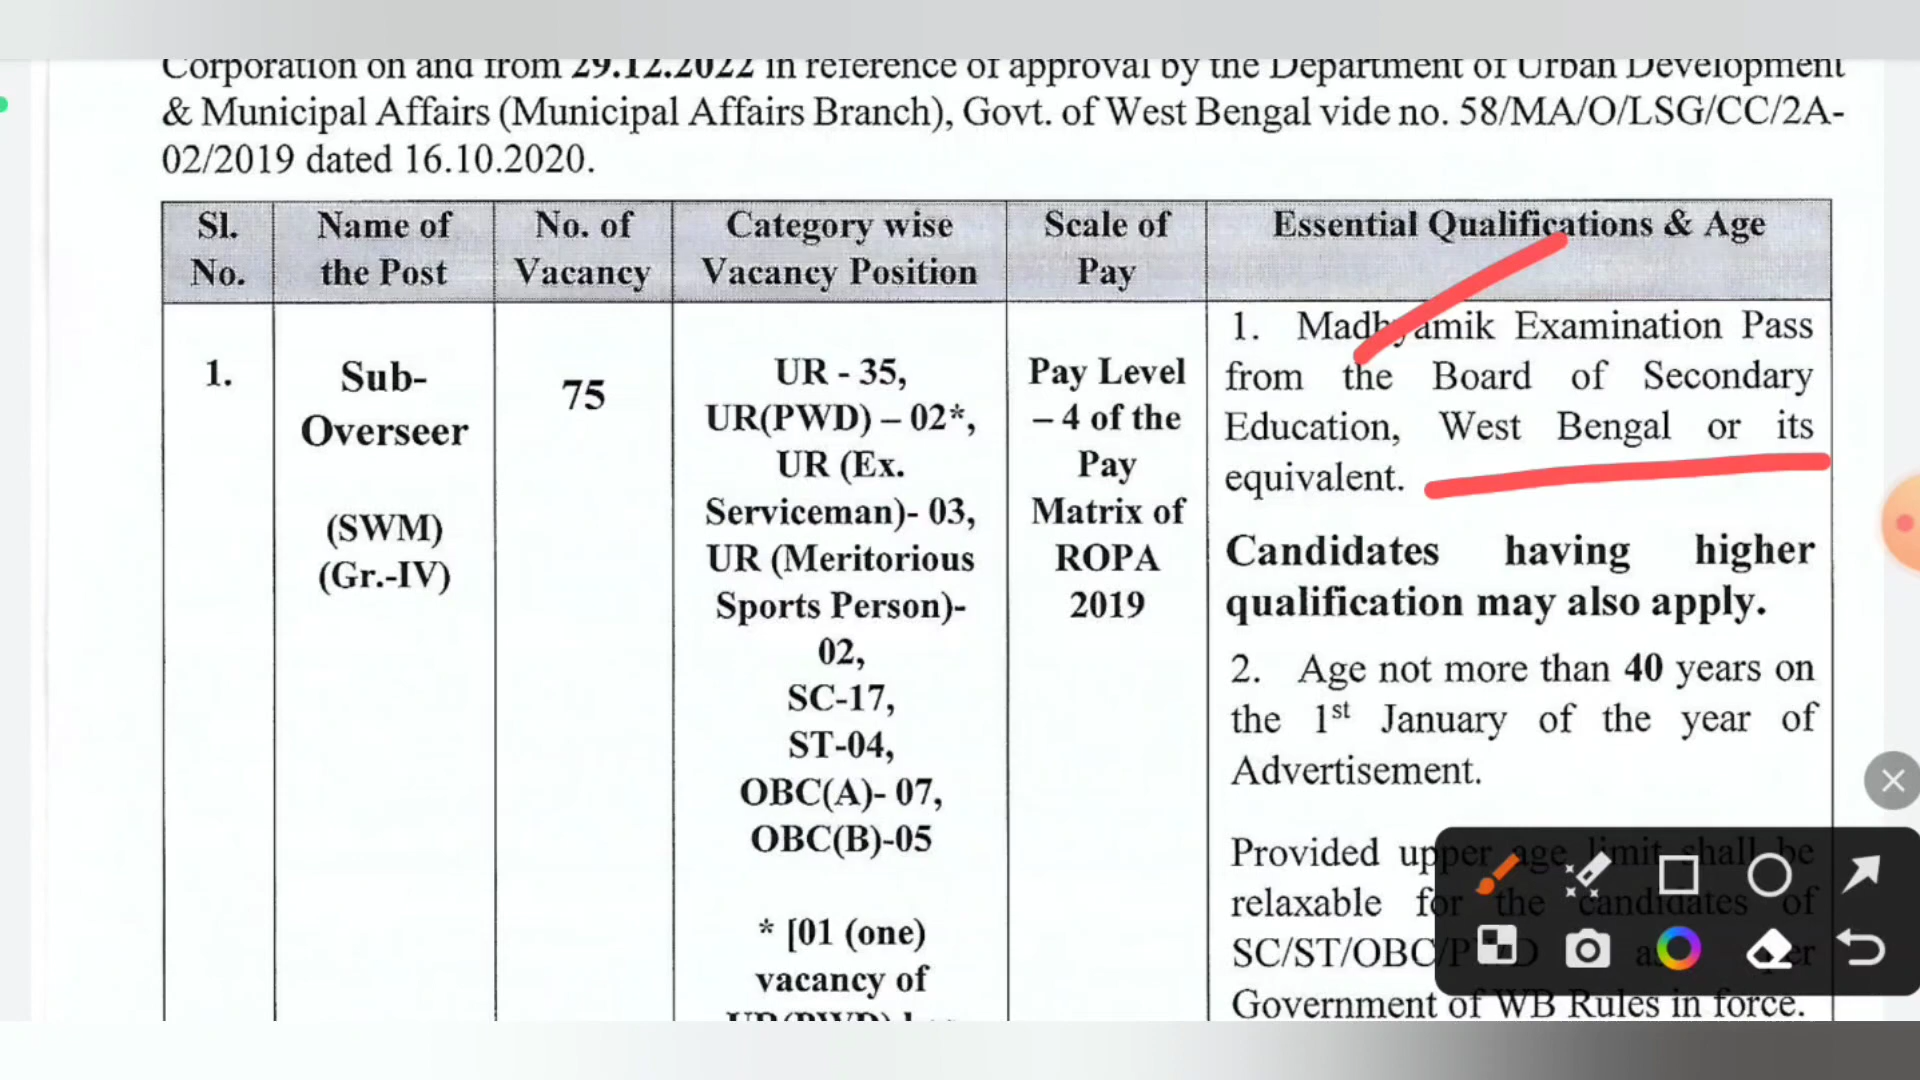 Corporation on and from 29.12.2022 in reference of approval by the Department of Urban Development
& Municipal Affairs (Municipal Affairs Branch), Govt. of West Bengal vide no. 58/MA/O/LSG/CC/2A-
02/2019 dated 16.10.2020.
Sl. No.
Name of the Post
No. of Vacancy
Category wise Vacancy Position
Scale of Pay
Essential Qualifications & Age
1.
Sub-
Overseer
(SWM)
(Gr.-IV)
75
UR - 35,
UR(PWD) – 02*,
UR (Ex.
Serviceman)- 03,
UR (Meritorious
Sports Person)-
02,
SC-17,
ST-04,
OBC(A)- 07,
OBC(B)-05
* [01 (one)
vacancy of
UR(PWD)
Pay Level
– 4 of the
Pay
Matrix of
ROPA
2019
1. Madhyamik Examination Pass
from the Board of Secondary
Education, West Bengal or its
equivalent.
Candidates having higher
qualification may also apply.
2. Age not more than 40 years on
the 1st January of the year of
Advertisement.
Provided upper age limit shall be
relaxable for the candidates of
SC/ST/OBC/PWD as per
Government of WB Rules in force.